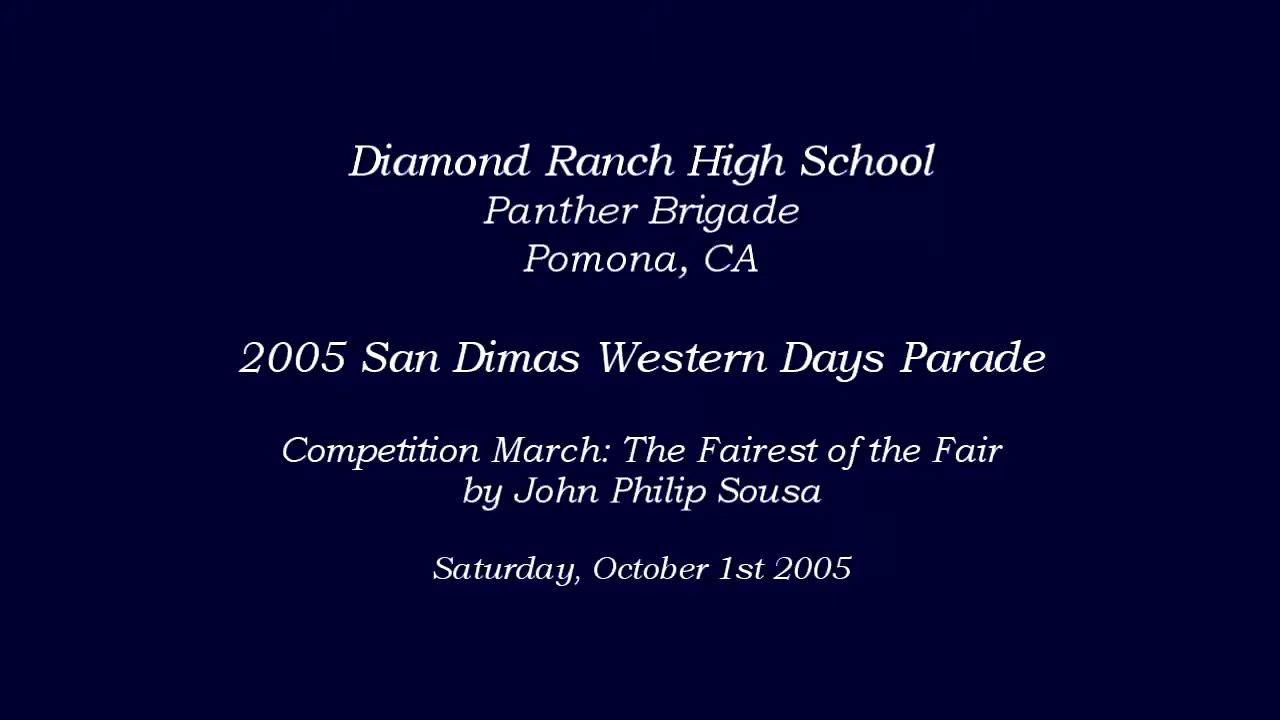 Diamond Ranch High School
Panther Brigade
Pomona, CA
2005 San Dimas Western Days Parade
Competition March: The Fairest of the Fair
by John Philip Sousa
Saturday, October 1st 2005